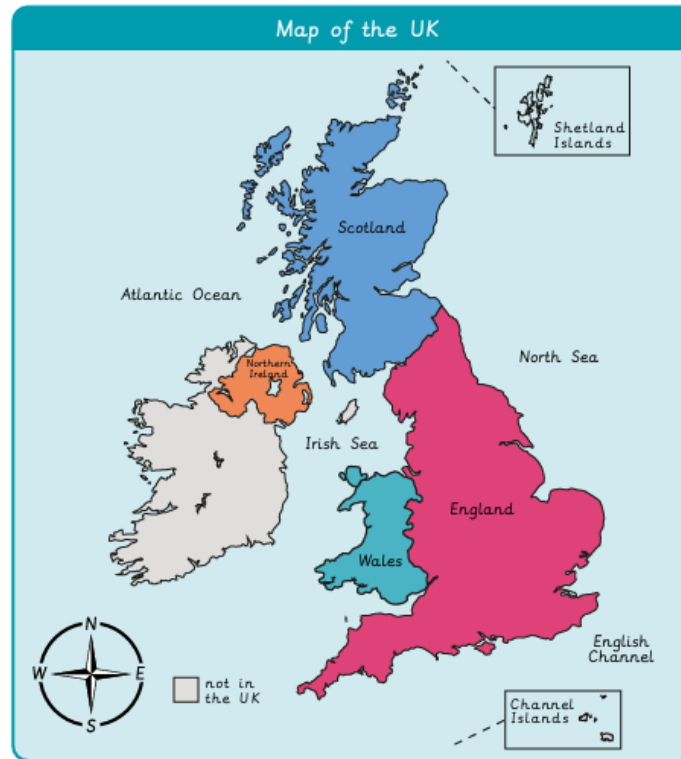 Map of the UK
Shetland
Islands
Scotland
Atlantic Ocean
North Sea
Northern
Ireland
Irish Sea
England
Wales
English
Channel
N
W
E
S
not in
the UK
Channel
Islands